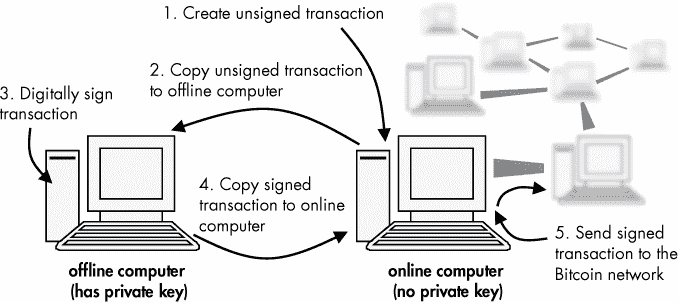 1. Create unsigned transaction
2. Copy unsigned transaction
to offline computer
3. Digitally sign
transaction
4. Copy signed
transaction to online
computer
5. Send signed
transaction to the
Bitcoin network
offline computer
(has private key)
online computer
(no private key)